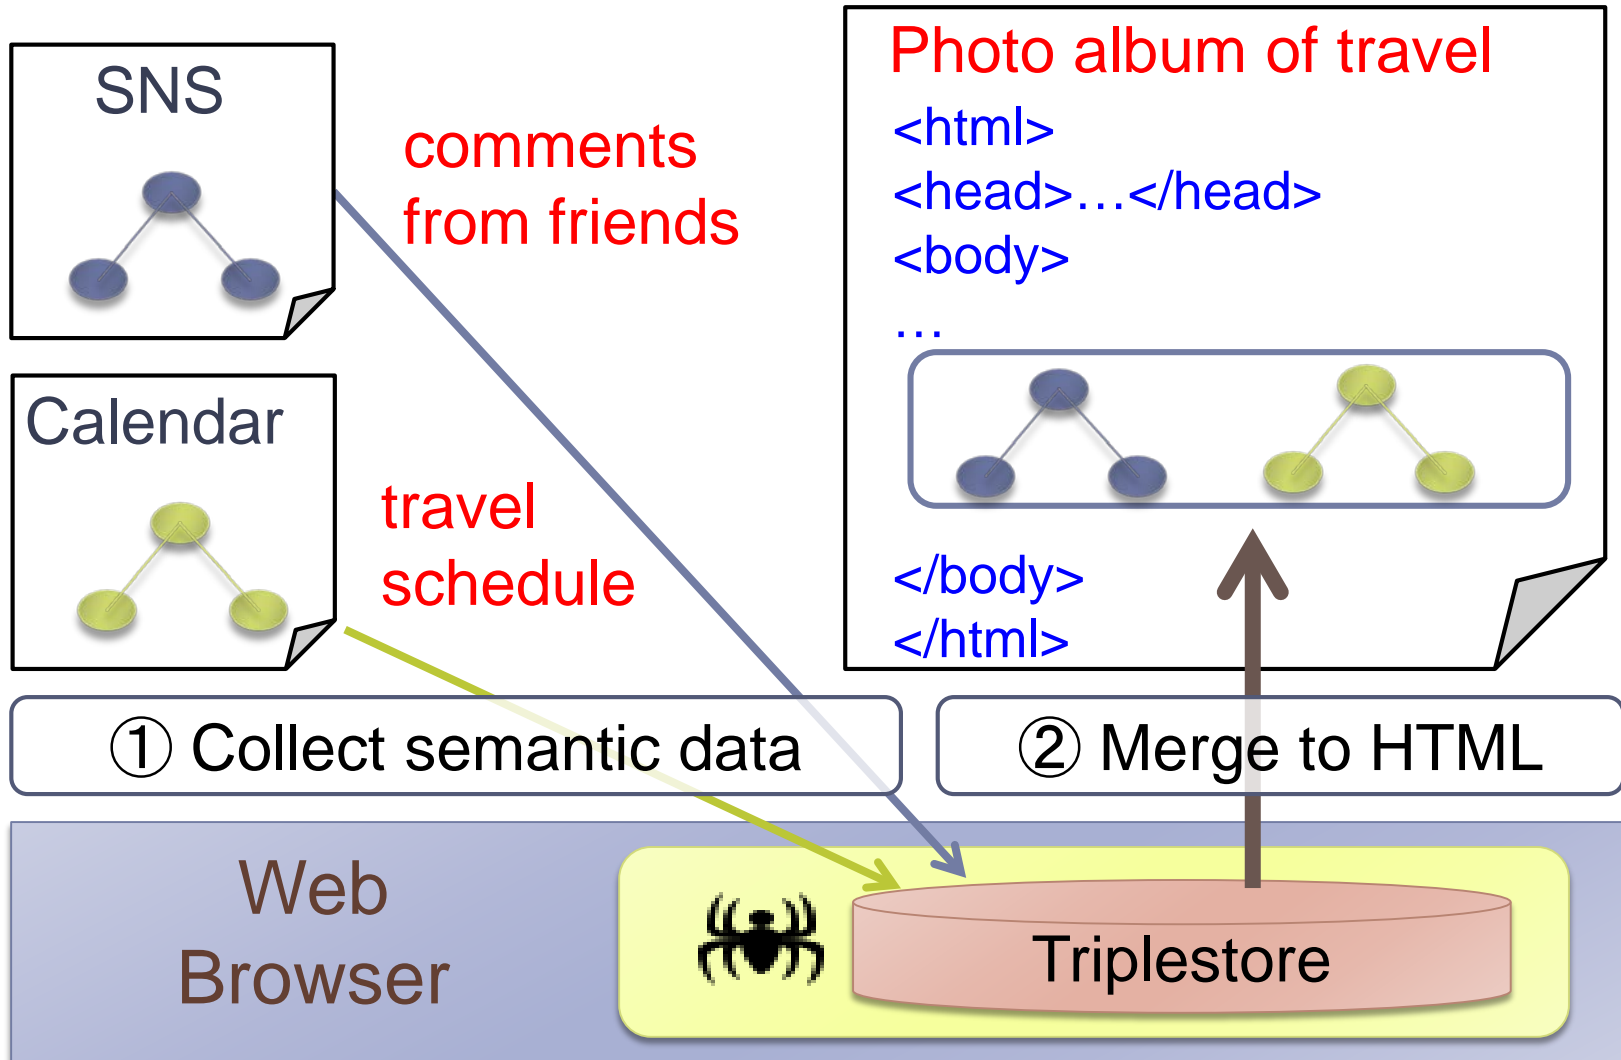 SNS
comments
from friends
Calendar
travel
schedule
Photo album of travel
<html>
<head>…</head>
<body>
…
</body>
</html>
① Collect semantic data
② Merge to HTML
Web
Browser
Triplestore